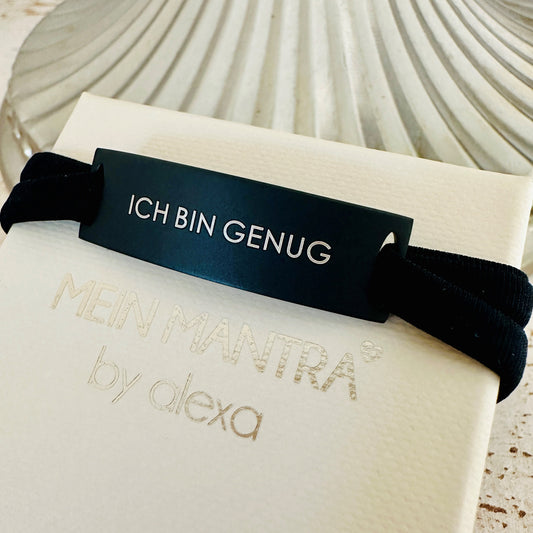 ICH BIN GENUG
MEIN MANTRA
by alexa